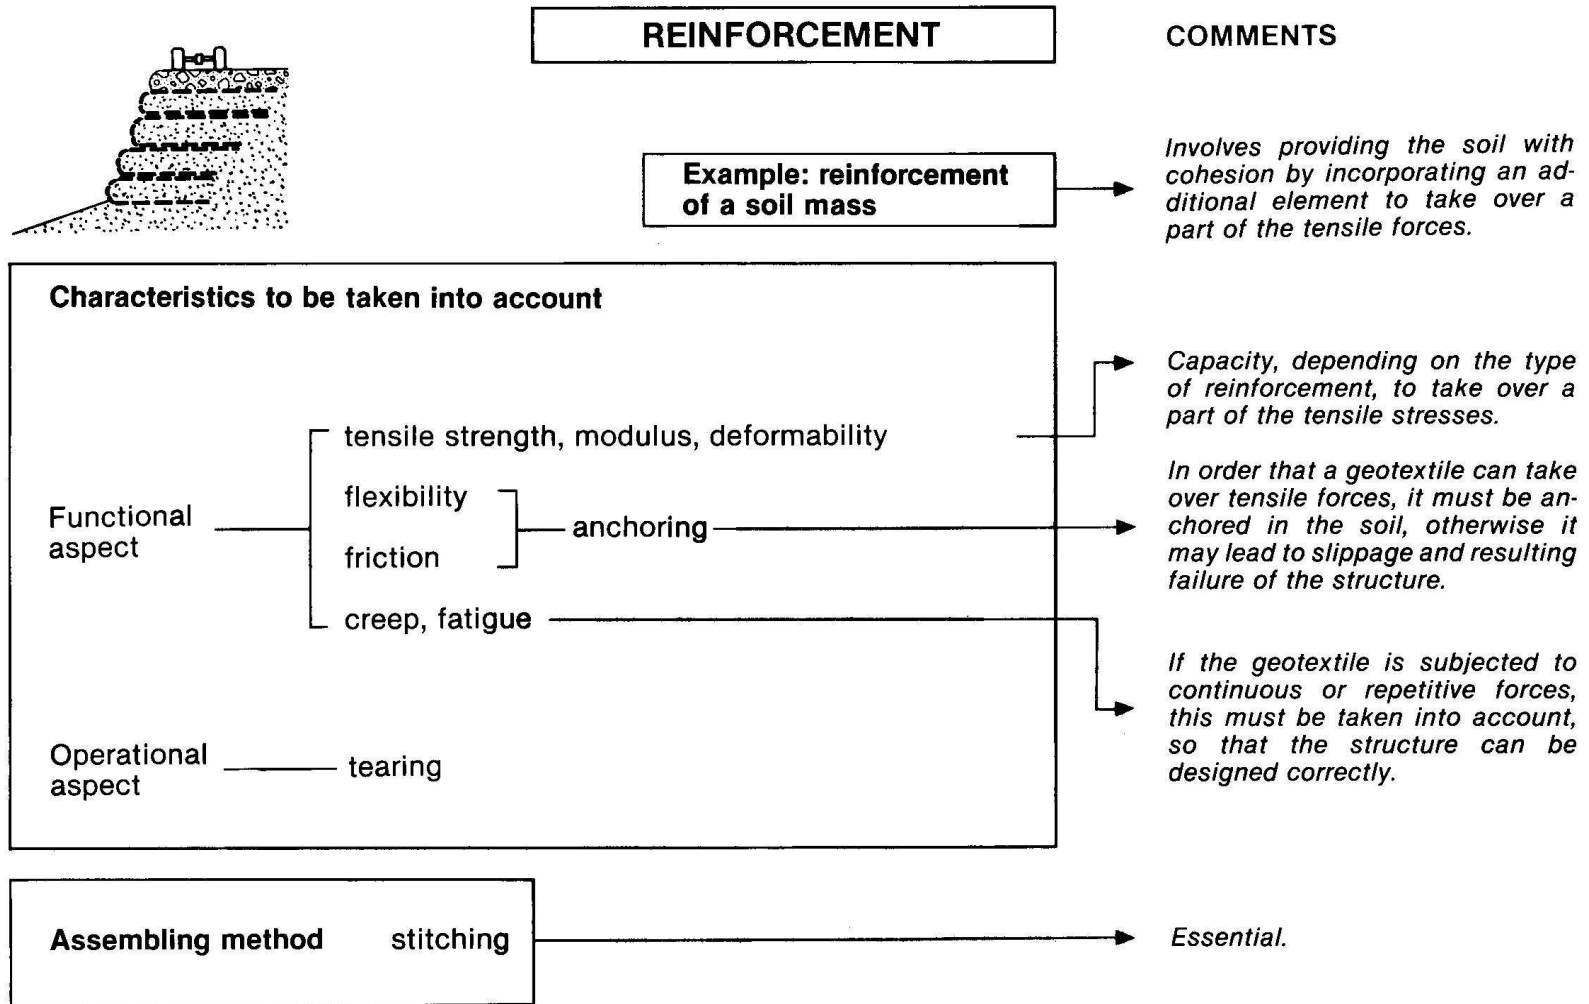 REINFORCEMENT
COMMENTS
Example: reinforcement
of a soil mass
Involves providing the soil with
cohesion by incorporating an ad-
ditional element to take over a
part of the tensile forces.
Characteristics to be taken into account
Capacity, depending on the type
of reinforcement, to take over a
part of the tensile stresses.
tensile strength, modulus, deformability
Functional
aspect
flexibility
friction
anchoring
In order that a geotextile can take
over tensile forces, it must be an-
chored in the soil, otherwise it
may lead to slippage and resulting
failure of the structure.
creep, fatigue
If the geotextile is subjected to
continuous or repetitive forces,
this must be taken into account,
so that the structure can be
designed correctly.
Operational
aspect
tearing
Assembling method stitching
Essential.